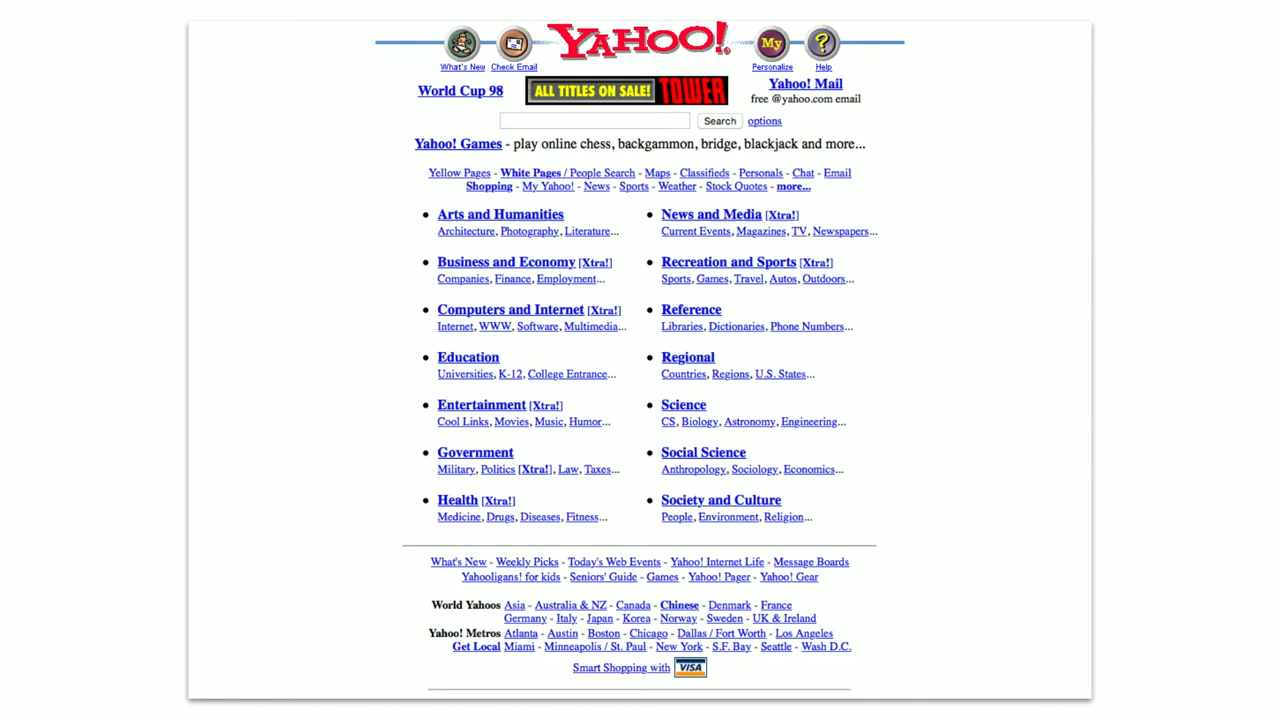 YAHOO!
What's New Check Email My Personalize ? Help
World Cup 98 ALL TITLES ON SALE! TOWER Yahoo! Mail
free @yahoo.com email
Search options
Yahoo! Games - play online chess, backgammon, bridge, blackjack and more...
Yellow Pages - White Pages / People Search - Maps - Classifieds - Personals - Chat - Email
Shopping - My Yahoo! - News - Sports - Weather - Stock Quotes - more...
Arts and Humanities
Architecture, Photography, Literature...
Business and Economy [Xtra!]
Companies, Finance, Employment...
Computers and Internet [Xtra!]
Internet, WWW, Software, Multimedia...
Education
Universities, K-12, College Entrance...
Entertainment [Xtra!]
Cool Links, Movies, Music, Humor...
Government
Military, Politics [Xtra!], Law, Taxes...
Health [Xtra!]
Medicine, Drugs, Diseases, Fitness...
News and Media [Xtra!]
Current Events, Magazines, TV, Newspapers...
Recreation and Sports [Xtra!]
Sports, Games, Travel, Autos, Outdoors...
Reference
Libraries, Dictionaries, Phone Numbers...
Regional
Countries, Regions, U.S. States...
Science
CS, Biology, Astronomy, Engineering...
Social Science
Anthropology, Sociology, Economics...
Society and Culture
People, Environment, Religion...
What's New - Weekly Picks - Today's Web Events - Yahoo! Internet Life - Message Boards
Yahooligans! for kids - Seniors' Guide - Games - Yahoo! Pager - Yahoo! Gear
World Yahoos Asia - Australia & NZ - Canada - Chinese - Denmark - France
Germany - Italy - Japan - Korea - Norway - Sweden - UK & Ireland
Yahoo! Metros Atlanta - Austin - Boston - Chicago - Dallas / Fort Worth - Los Angeles
Get Local Miami - Minneapolis / St. Paul - New York - S.F. Bay - Seattle - Wash D.C.
Smart Shopping with VISA